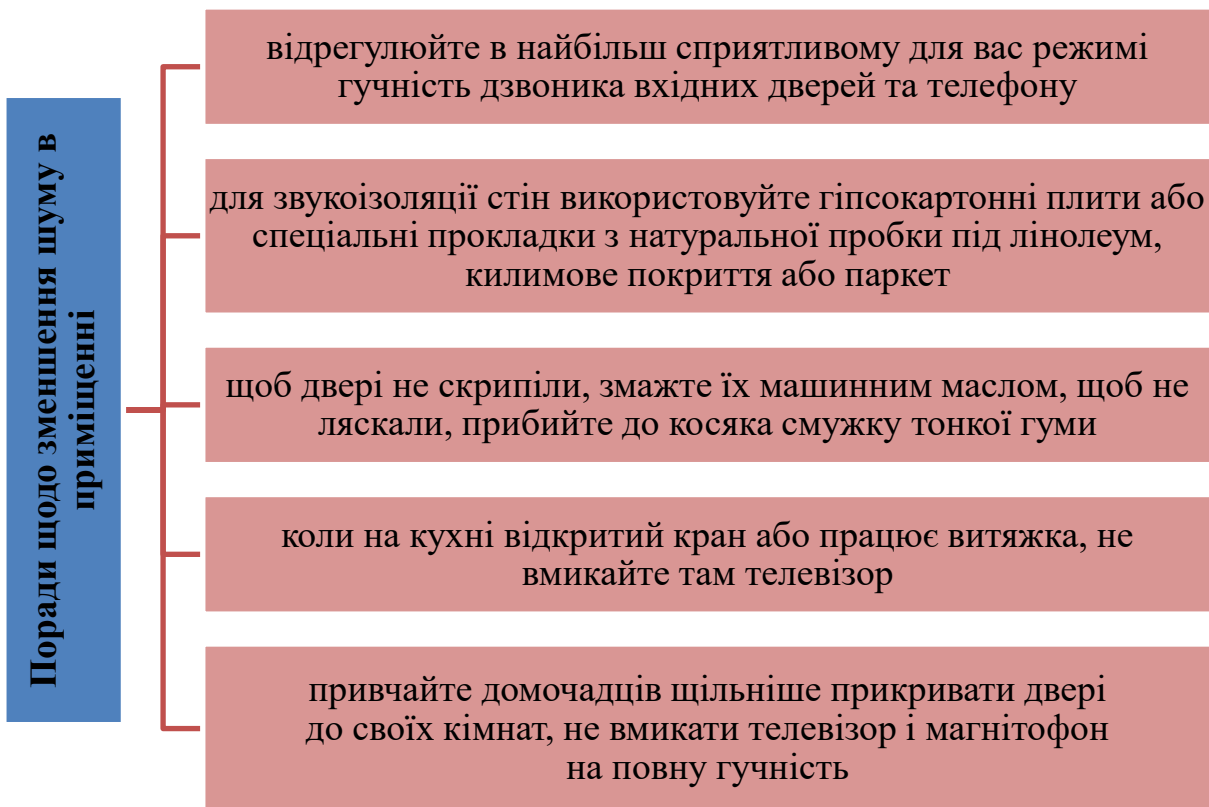 Поради щодо зменшення шуму в
приміщенні
відрегулюйте в найбільш сприятливому для вас режимі
гучність дзвоника вхідних дверей та телефону
для звукоізоляції стін використовуйте гіпсокартонні плити або
спеціальні прокладки з натуральної пробки під лінолеум,
килимове покриття або паркет
щоб двері не скрипіли, змажте їх машинним маслом, щоб не
ляскали, прибийте до косяка смужку тонкої гуми
коли на кухні відкритий кран або працює витяжка, не
вмикайте там телевізор
привчайте домочадців щільніше прикривати двері
до своїх кімнат, не вмикати телевізор і магнітофон
на повну гучність